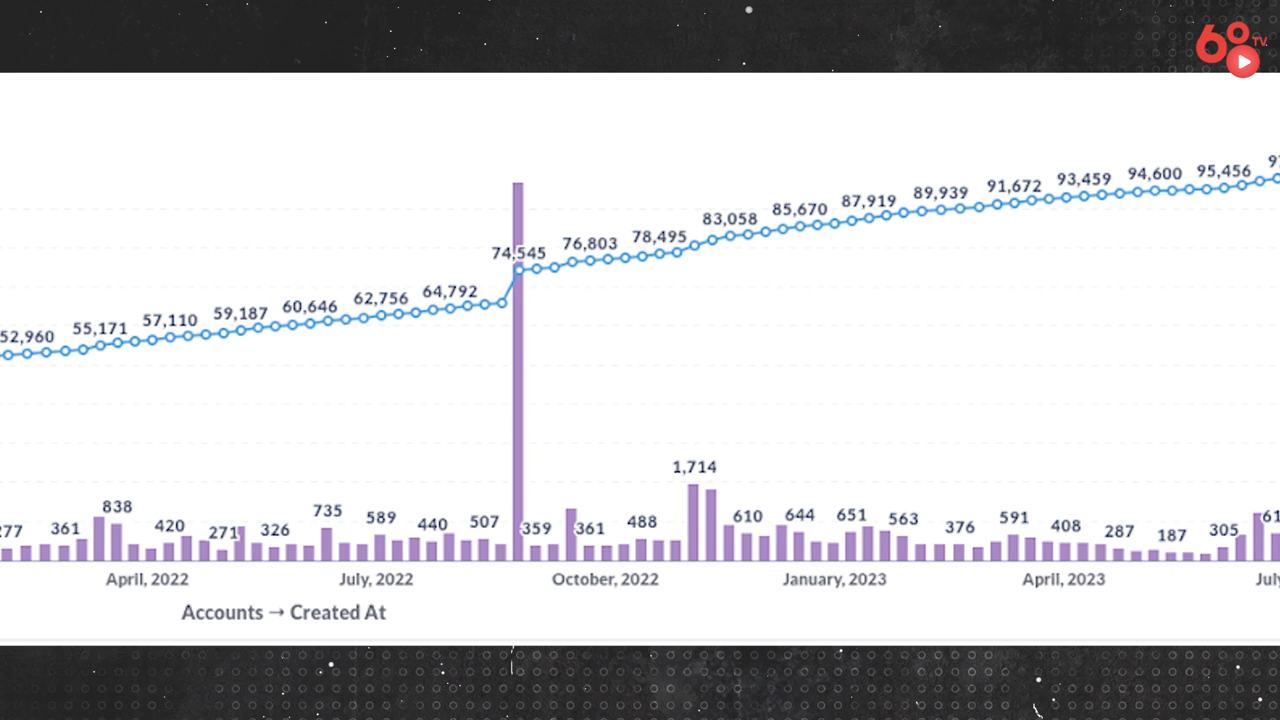 68 TV.
83,058 85,670 87,919 89,939 91,672 93,459 94,600 95,456
74,545 76,803 78,495
52,960 55,171 57,110 59,187 60,646 62,756 64,792
1,714
838 420 271 326 735 589 440 507 359 361 488 610 644 651 563 376 591 408 287 187 305
361
April, 2022 July, 2022 October, 2022 January, 2023 April, 2023
Accounts → Created At